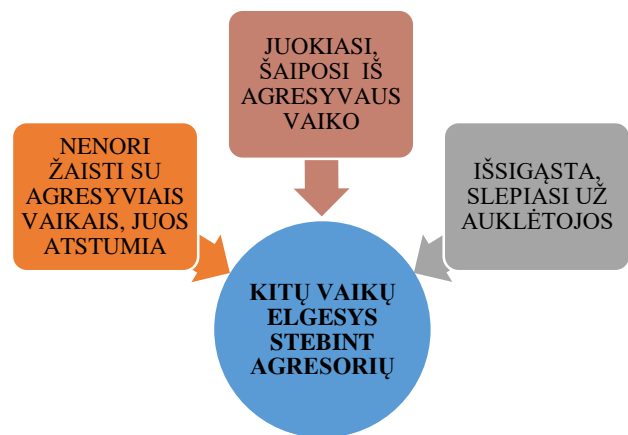 JUOKIASI,
ŠAIPOSI IŠ
AGRESYVAUS
VAIKO
NENORI
ŽAISTI SU
AGRESYVIAIS
VAIKAIS, JUOS
ATSTUMIA
IŠSIGĄSTA,
SLEPIASI UŽ
AUKLĖTOJOS
KITŲ VAIKŲ
ELGESYS
STEBINT
AGRESORIŲ